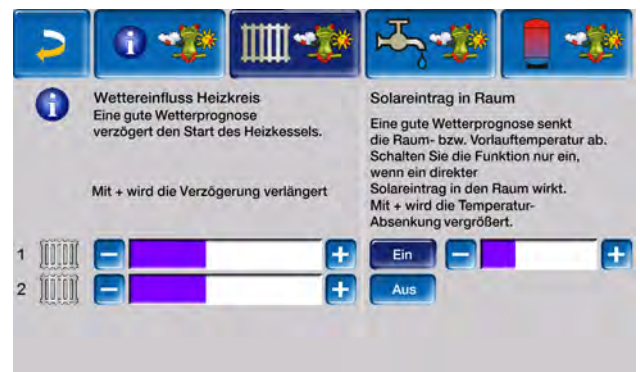 Wettereinfluss Heizkreis
Eine gute Wetterprognose
verzögert den Start des Heizkessels.
Mit + wird die Verzögerung verlängert
Solareintrag in Raum
Eine gute Wetterprognose senkt
die Raum- bzw. Vorlauftemperatur ab.
Schalten Sie die Funktion nur ein,
wenn ein direkter
Solareintrag in den Raum wirkt.
Mit + wird die Temperatur-
Absenkung vergrößert.
1
Ein
2
Aus